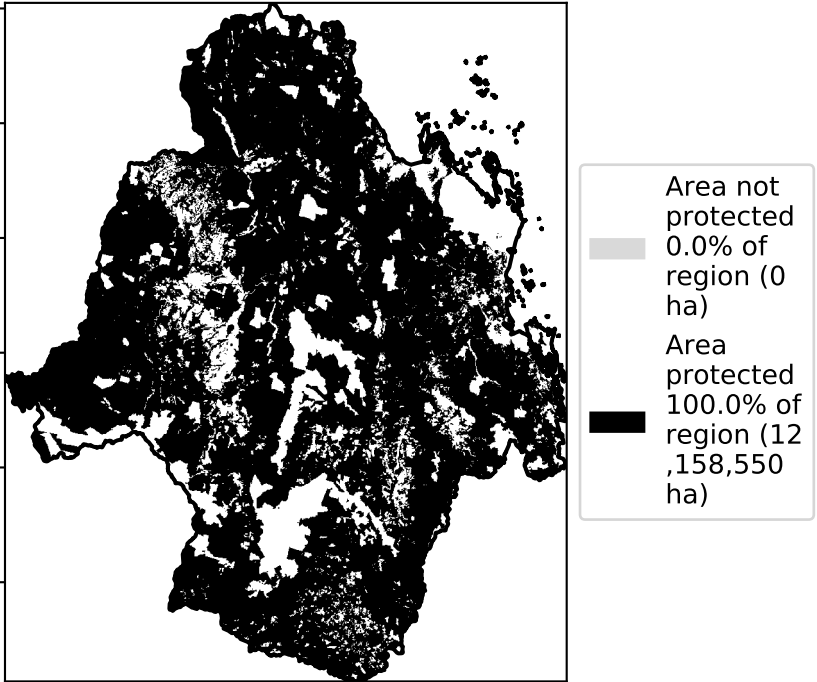 Area not
protected
0.0% of
region (0
ha)
Area
protected
100.0% of
region (12
,158,550
ha)